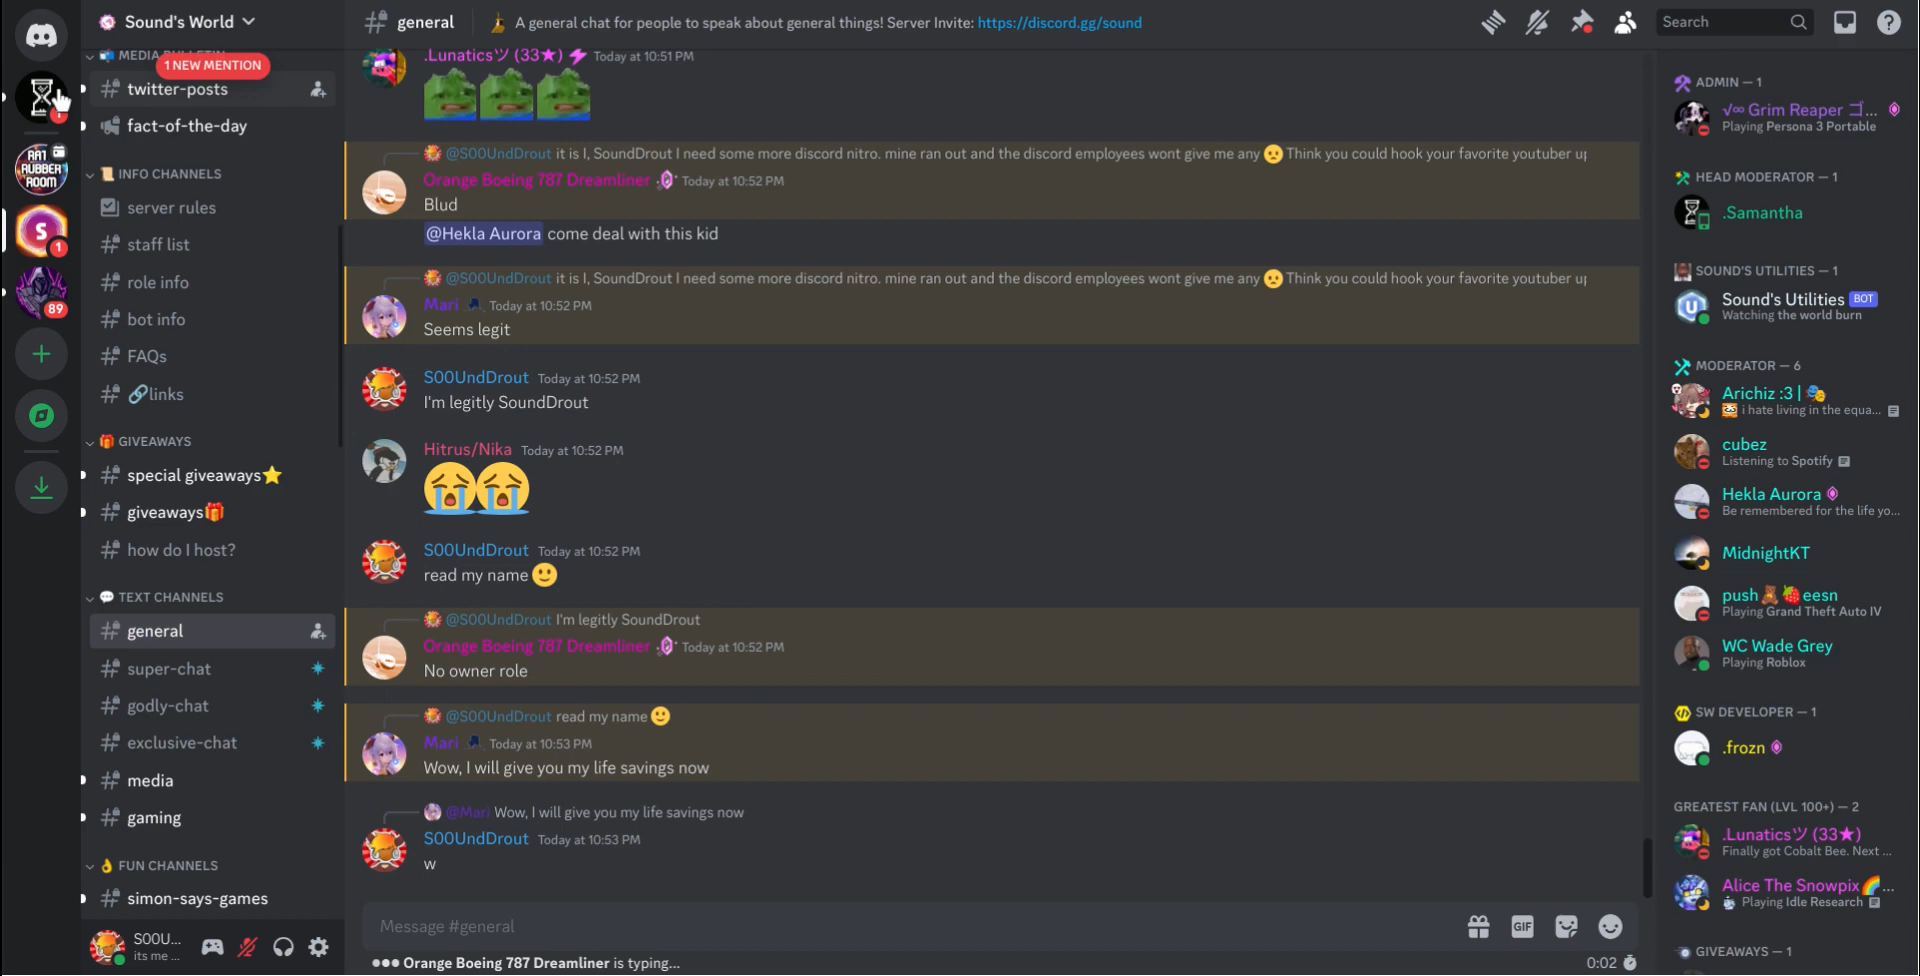 Sound's World
MEDIA BULLETIN
1 NEW MENTION
twitter-posts
fact-of-the-day
INFO CHANNELS
server rules
staff list
role info
bot info
FAQs
🔗links
GIVEAWAYS
special giveaways⭐
giveaways🎁
how do I host?
TEXT CHANNELS
general
super-chat
godly-chat
exclusive-chat
media
gaming
FUN CHANNELS
simon-says-games
S00U...
its me ...
RAT RUBBER ROOM
S
1
89
general
A general chat for people to speak about general things! Server Invite: https://discord.gg/sound
Search
.Lunaticsツ (33★) Today at 10:51 PM
@S00UndDrout it is I, SoundDrout I need some more discord nitro. mine ran out and the discord employees wont give me any 😟 Think you could hook your favorite youtuber up
Orange Boeing 787 Dreamliner Today at 10:52 PM
Blud
@Hekla Aurora come deal with this kid
@S00UndDrout it is I, SoundDrout I need some more discord nitro. mine ran out and the discord employees wont give me any 😟 Think you could hook your favorite youtuber up
Mari Today at 10:52 PM
Seems legit
S00UndDrout Today at 10:52 PM
I'm legitly SoundDrout
Hitrus/Nika Today at 10:52 PM
😭😭
S00UndDrout Today at 10:52 PM
read my name 🙂
@S00UndDrout I'm legitly SoundDrout
Orange Boeing 787 Dreamliner Today at 10:52 PM
No owner role
@S00UndDrout read my name 🙂
Mari Today at 10:53 PM
Wow, I will give you my life savings now
@Mari Wow, I will give you my life savings now
S00UndDrout Today at 10:53 PM
w
Message #general
GIF
Orange Boeing 787 Dreamliner is typing...
0:02
ADMIN — 1
√∞ Grim Reaper ゴ...
Playing Persona 3 Portable
HEAD MODERATOR — 1
.Samantha
SOUND'S UTILITIES — 1
Sound's Utilities BOT
Watching the world burn
MODERATOR — 6
Arichiz :3 | 🎭
i hate living in the equa...
cubez
Listening to Spotify
Hekla Aurora
Be remembered for the life yo...
MidnightKT
push🧸🍓eesn
Playing Grand Theft Auto IV
WC Wade Grey
Playing Roblox
SW DEVELOPER — 1
.frozn
GREATEST FAN (LVL 100+) — 2
.Lunaticsツ (33★)
Finally got Cobalt Bee. Next ...
Alice The Snowpix🌈...
Playing Idle Research
GIVEAWAYS — 1